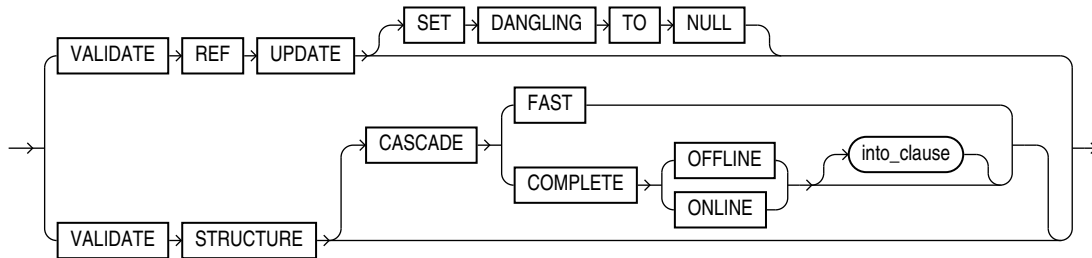 SET DANGLING TO NULL
VALIDATE REF UPDATE
FAST
CASCADE
OFFLINE into_clause
COMPLETE
ONLINE
VALIDATE STRUCTURE